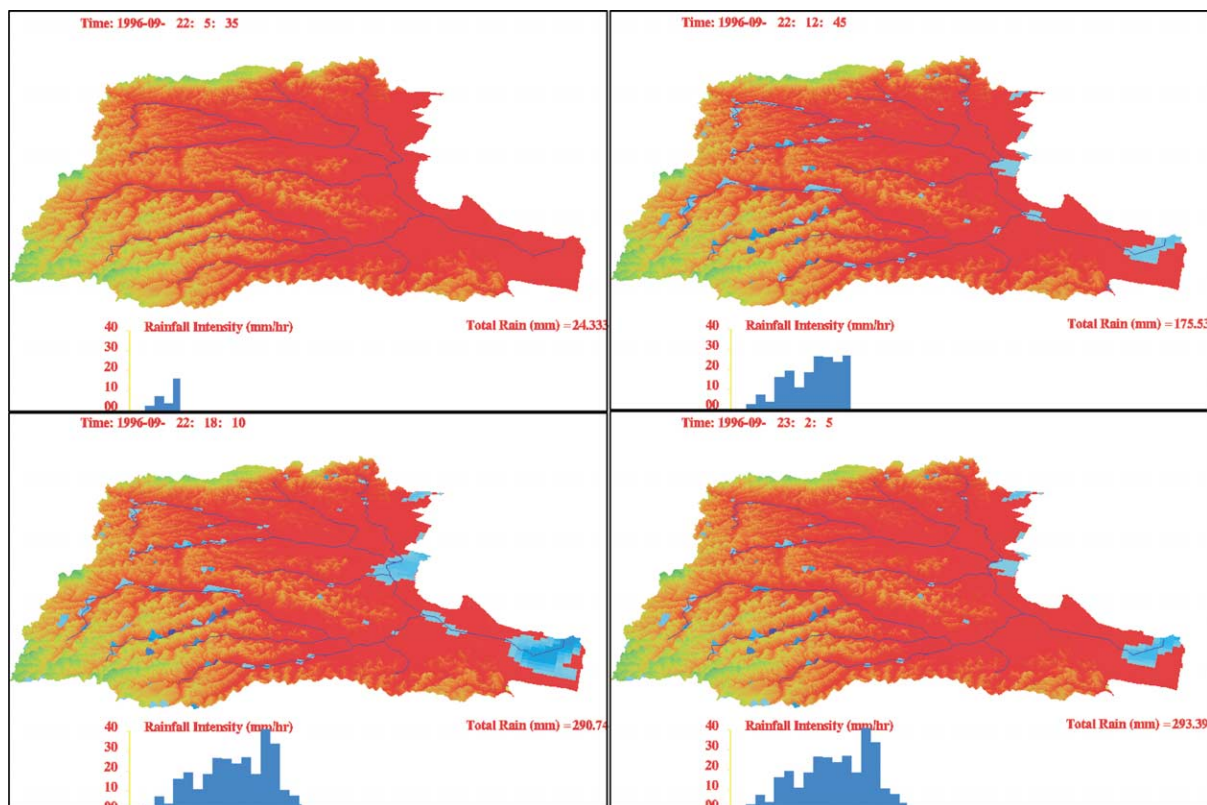 Time: 1996-09- 22: 5: 35
40 Rainfall Intensity (mm/hr) Total Rain (mm) = 24.333
30
20
10
00
Time: 1996-09- 22: 12: 45
40 Rainfall Intensity (mm/hr) Total Rain (mm) = 175.53
30
20
10
00
Time: 1996-09- 22: 18: 10
40 Rainfall Intensity (mm/hr) Total Rain (mm) = 290.74
30
20
10
00
Time: 1996-09- 23: 2: 5
40 Rainfall Intensity (mm/hr) Total Rain (mm) = 293.39
30
20
10
00